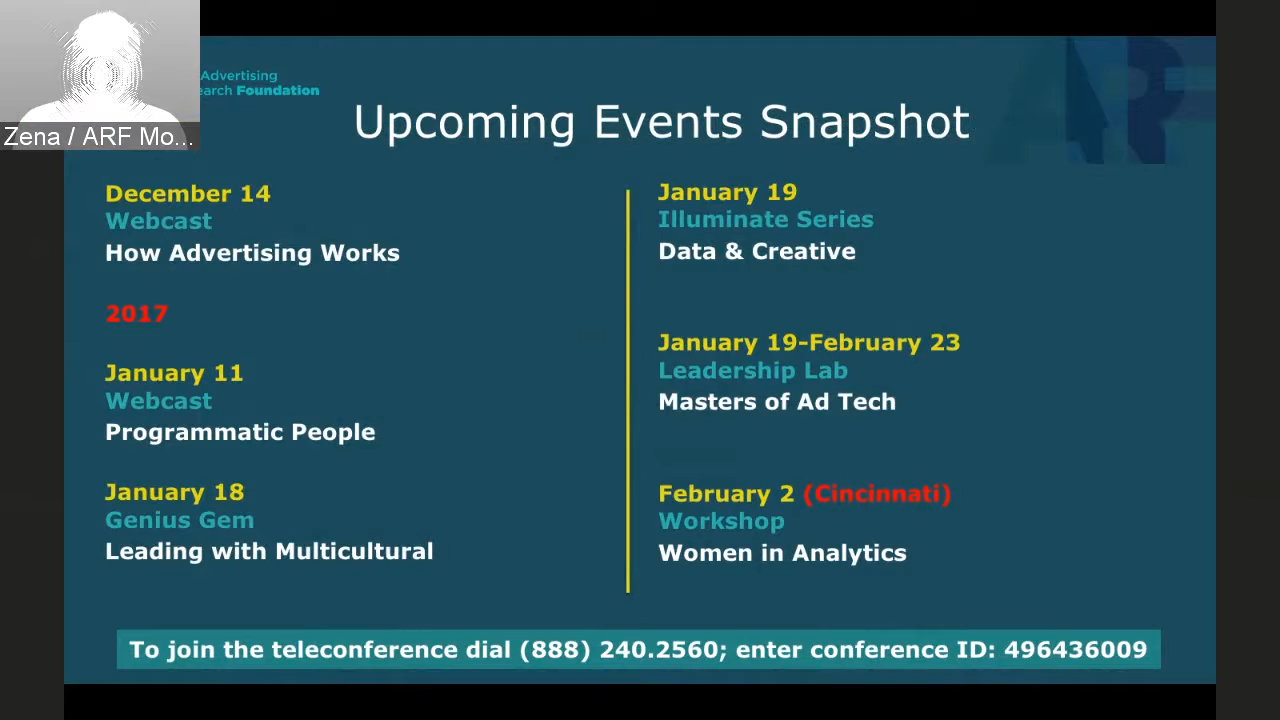 Advertising
earch Foundation
Zena / ARF Mo...
ARF
Upcoming Events Snapshot
December 14
Webcast
How Advertising Works
2017
January 11
Webcast
Programmatic People
January 18
Genius Gem
Leading with Multicultural
January 19
Illuminate Series
Data & Creative
January 19-February 23
Leadership Lab
Masters of Ad Tech
February 2 (Cincinnati)
Workshop
Women in Analytics
To join the teleconference dial (888) 240.2560; enter conference ID: 496436009